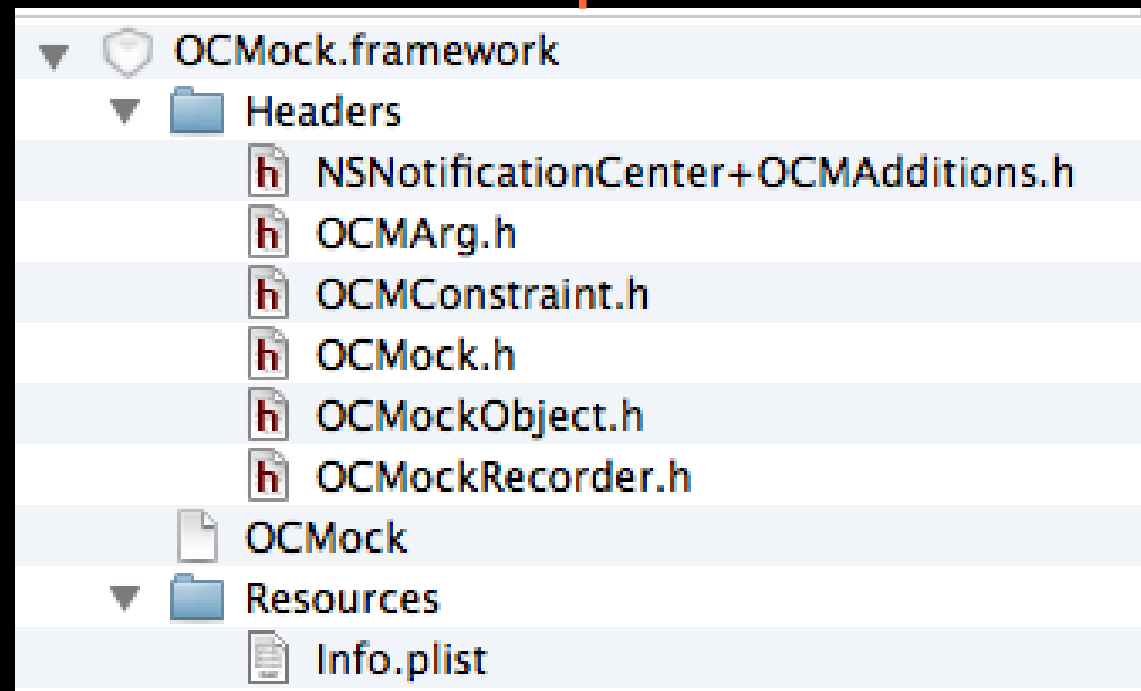 OCMock.framework
Headers
h NSNotificationCenter+OCMAdditions.h
h OCMArg.h
h OCMConstraint.h
h OCMock.h
h OCMockObject.h
h OCMockRecorder.h
OCMock
Resources
Info.plist